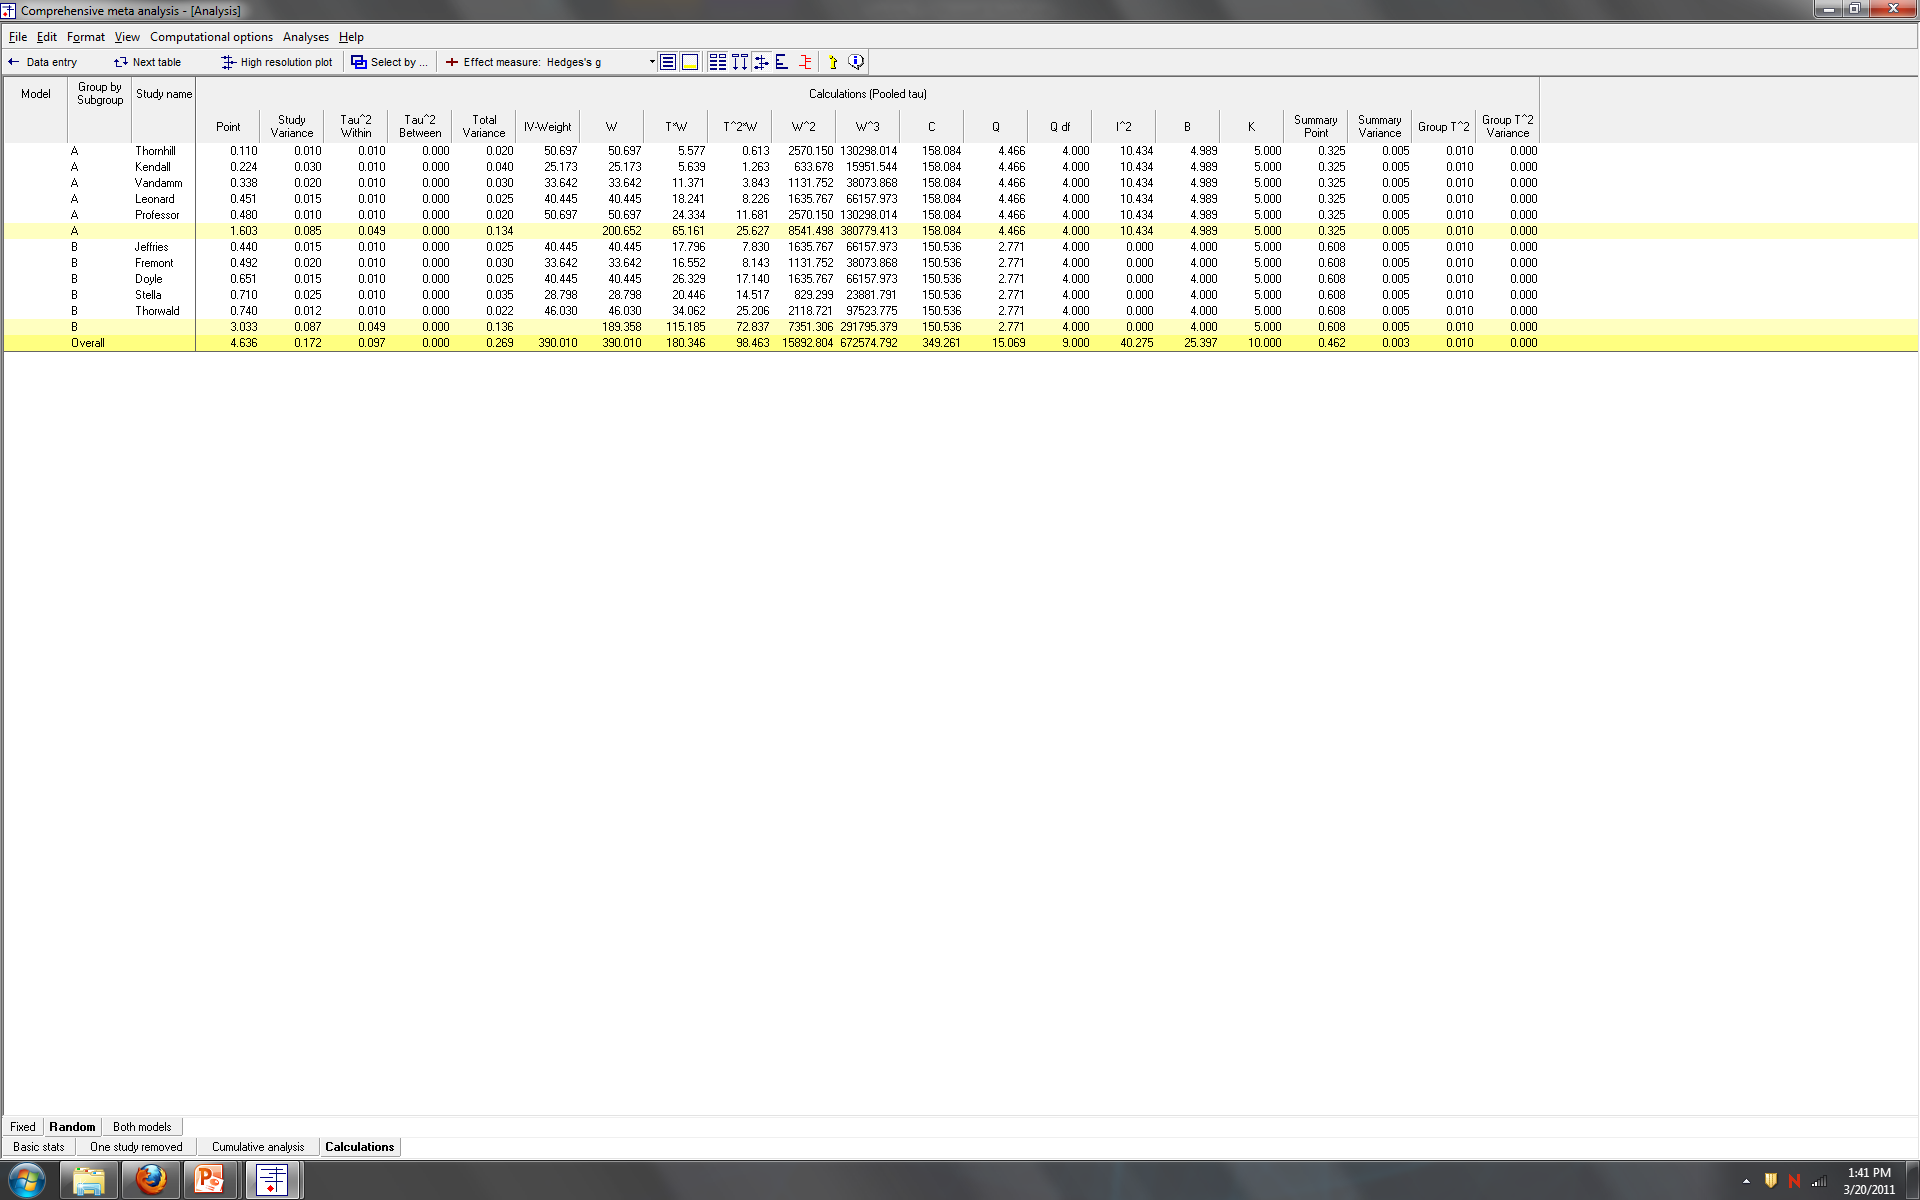 Comprehensive meta analysis - [Analysis]
File Edit Format View Computational options Analyses Help
Data entry Next table High resolution plot Select by ... Effect measure: Hedges's g
Model Group by Subgroup Study name Calculations (Pooled tau)
Point Study Variance Tau^2 Within Tau^2 Between Total Variance IV-Weight W T*W T^2*W W^2 W^3 C Q Q df I^2 B K Summary Point Summary Variance Group T^2 Group T^2 Variance
A Thornhill 0.110 0.010 0.010 0.000 0.020 50.697 50.697 5.577 0.613 2570.150 130298.014 158.084 4.466 4.000 10.434 4.989 5.000 0.325 0.005 0.010 0.000
A Kendall 0.224 0.030 0.010 0.000 0.040 25.173 25.173 5.639 1.263 633.678 15951.544 158.084 4.466 4.000 10.434 4.989 5.000 0.325 0.005 0.010 0.000
A Vandamm 0.338 0.020 0.010 0.000 0.030 33.642 33.642 11.371 3.843 1131.752 38073.868 158.084 4.466 4.000 10.434 4.989 5.000 0.325 0.005 0.010 0.000
A Leonard 0.451 0.015 0.010 0.000 0.025 40.445 40.445 18.241 8.226 1635.767 66157.973 158.084 4.466 4.000 10.434 4.989 5.000 0.325 0.005 0.010 0.000
A Professor 0.480 0.010 0.010 0.000 0.020 50.697 50.697 24.334 11.681 2570.150 130298.014 158.084 4.466 4.000 10.434 4.989 5.000 0.325 0.005 0.010 0.000
A 1.603 0.085 0.049 0.000 0.134 200.652 65.161 25.627 8541.498 380779.413 158.084 4.466 4.000 10.434 4.989 5.000 0.325 0.005 0.010 0.000
B Jeffries 0.440 0.015 0.010 0.000 0.025 40.445 40.445 17.796 7.830 1635.767 66157.973 150.536 2.771 4.000 0.000 4.000 5.000 0.608 0.005 0.010 0.000
B Fremont 0.492 0.020 0.010 0.000 0.030 33.642 33.642 16.552 8.143 1131.752 38073.868 150.536 2.771 4.000 0.000 4.000 5.000 0.608 0.005 0.010 0.000
B Doyle 0.651 0.015 0.010 0.000 0.025 40.445 40.445 26.329 17.140 1635.767 66157.973 150.536 2.771 4.000 0.000 4.000 5.000 0.608 0.005 0.010 0.000
B Stella 0.710 0.025 0.010 0.000 0.035 28.798 28.798 20.446 14.517 829.299 23881.791 150.536 2.771 4.000 0.000 4.000 5.000 0.608 0.005 0.010 0.000
B Thorwald 0.740 0.012 0.010 0.000 0.022 46.030 46.030 34.062 25.206 2118.721 97523.775 150.536 2.771 4.000 0.000 4.000 5.000 0.608 0.005 0.010 0.000
B 3.033 0.087 0.049 0.000 0.136 189.358 115.185 72.837 7351.306 291795.379 150.536 2.771 4.000 0.000 4.000 5.000 0.608 0.005 0.010 0.000
Overall 4.636 0.172 0.097 0.000 0.269 390.010 390.010 180.346 98.463 15892.804 672574.792 349.261 15.069 9.000 40.275 25.397 10.000 0.462 0.003 0.010 0.000
Fixed Random Both models
Basic stats One study removed Cumulative analysis Calculations
1:41 PM
3/20/2011